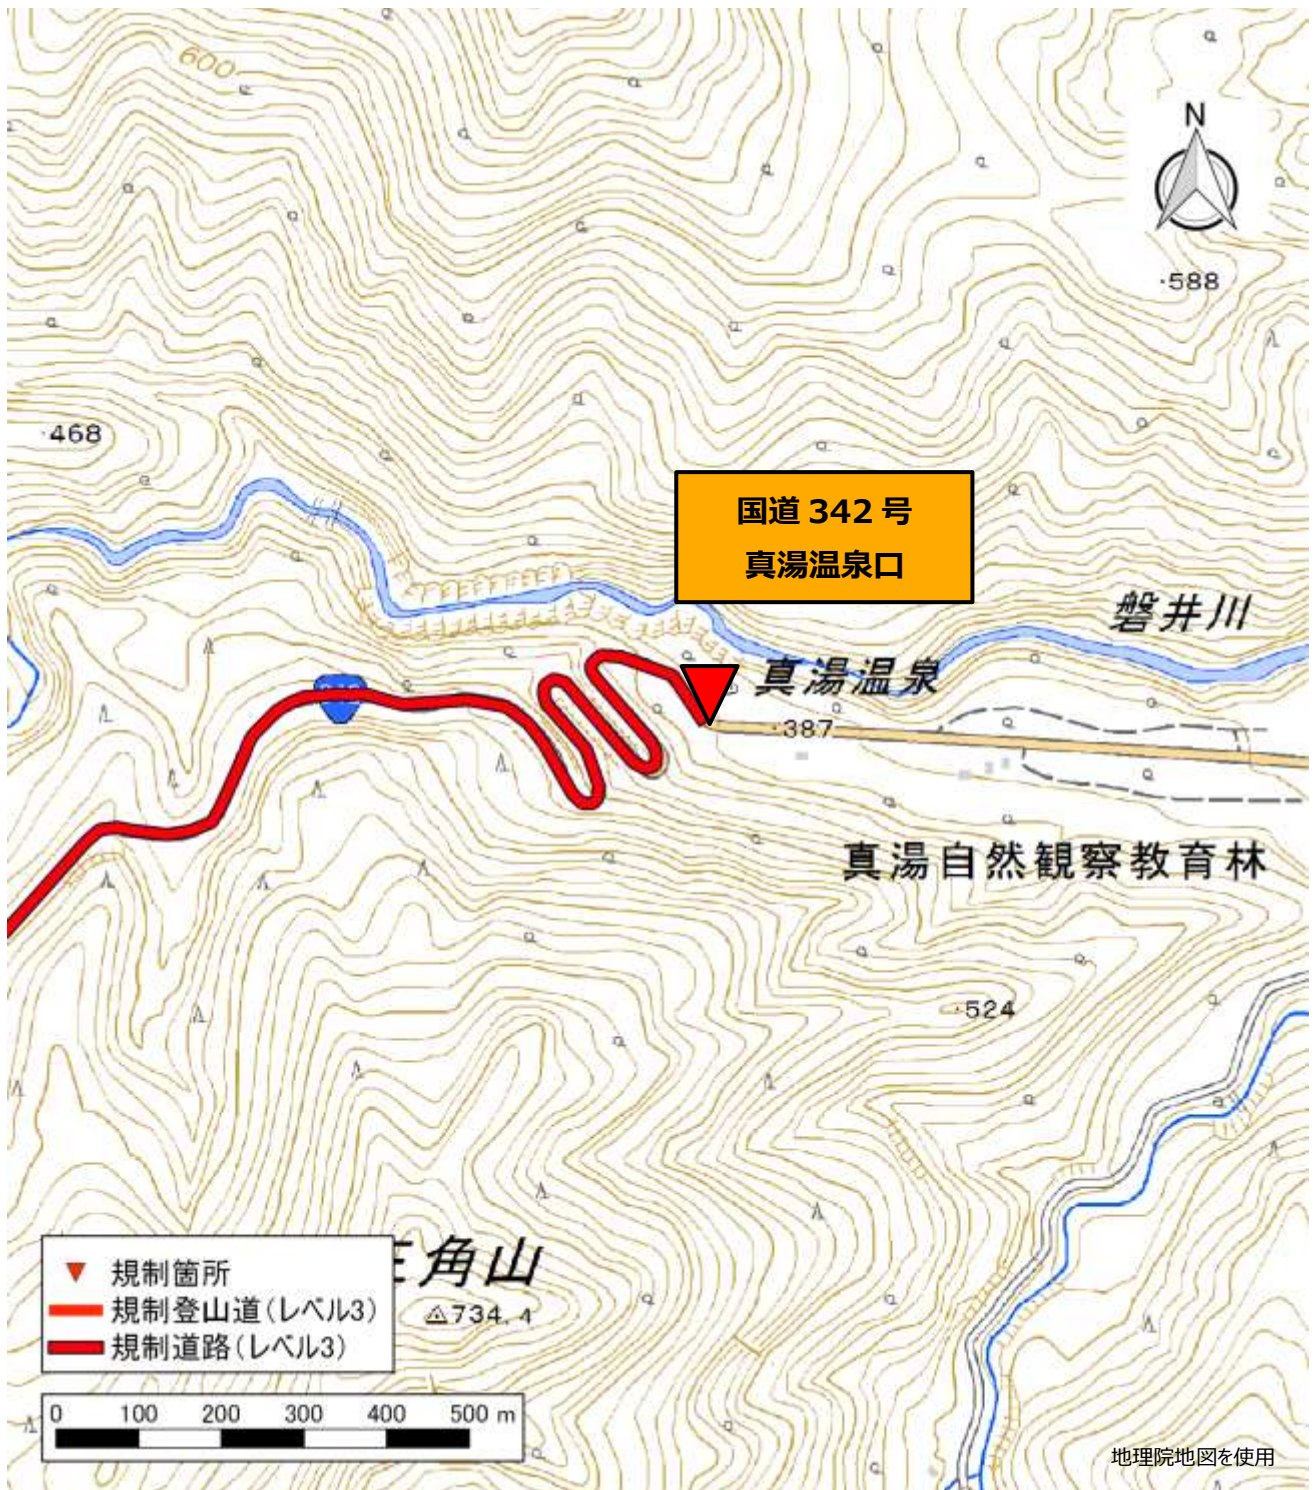 600
N
·588
·468
国道 342 号
真湯温泉口
磐井川
真湯温泉
·387
真湯自然観察教育林
·524
角山
734.4
規制箇所
規制登山道(レベル3)
規制道路(レベル3)
0 100 200 300 400 500 m
地理院地図を使用